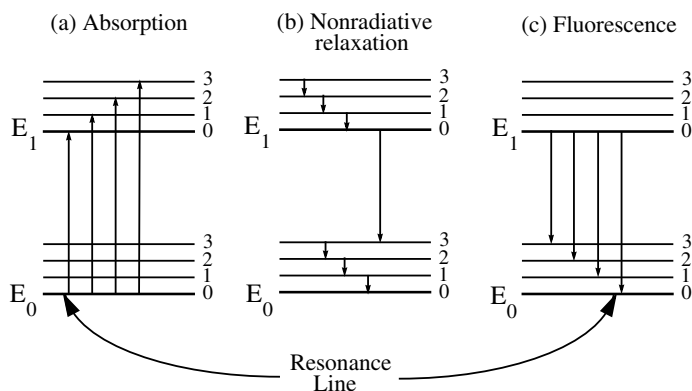 (a) Absorption
(b) Nonradiative
relaxation
(c) Fluorescence
3
2
1
0
E1
3
2
1
0
E0
3
2
1
0
E1
3
2
1
0
E0
3
2
1
0
E1
3
2
1
0
E0
Resonance
Line